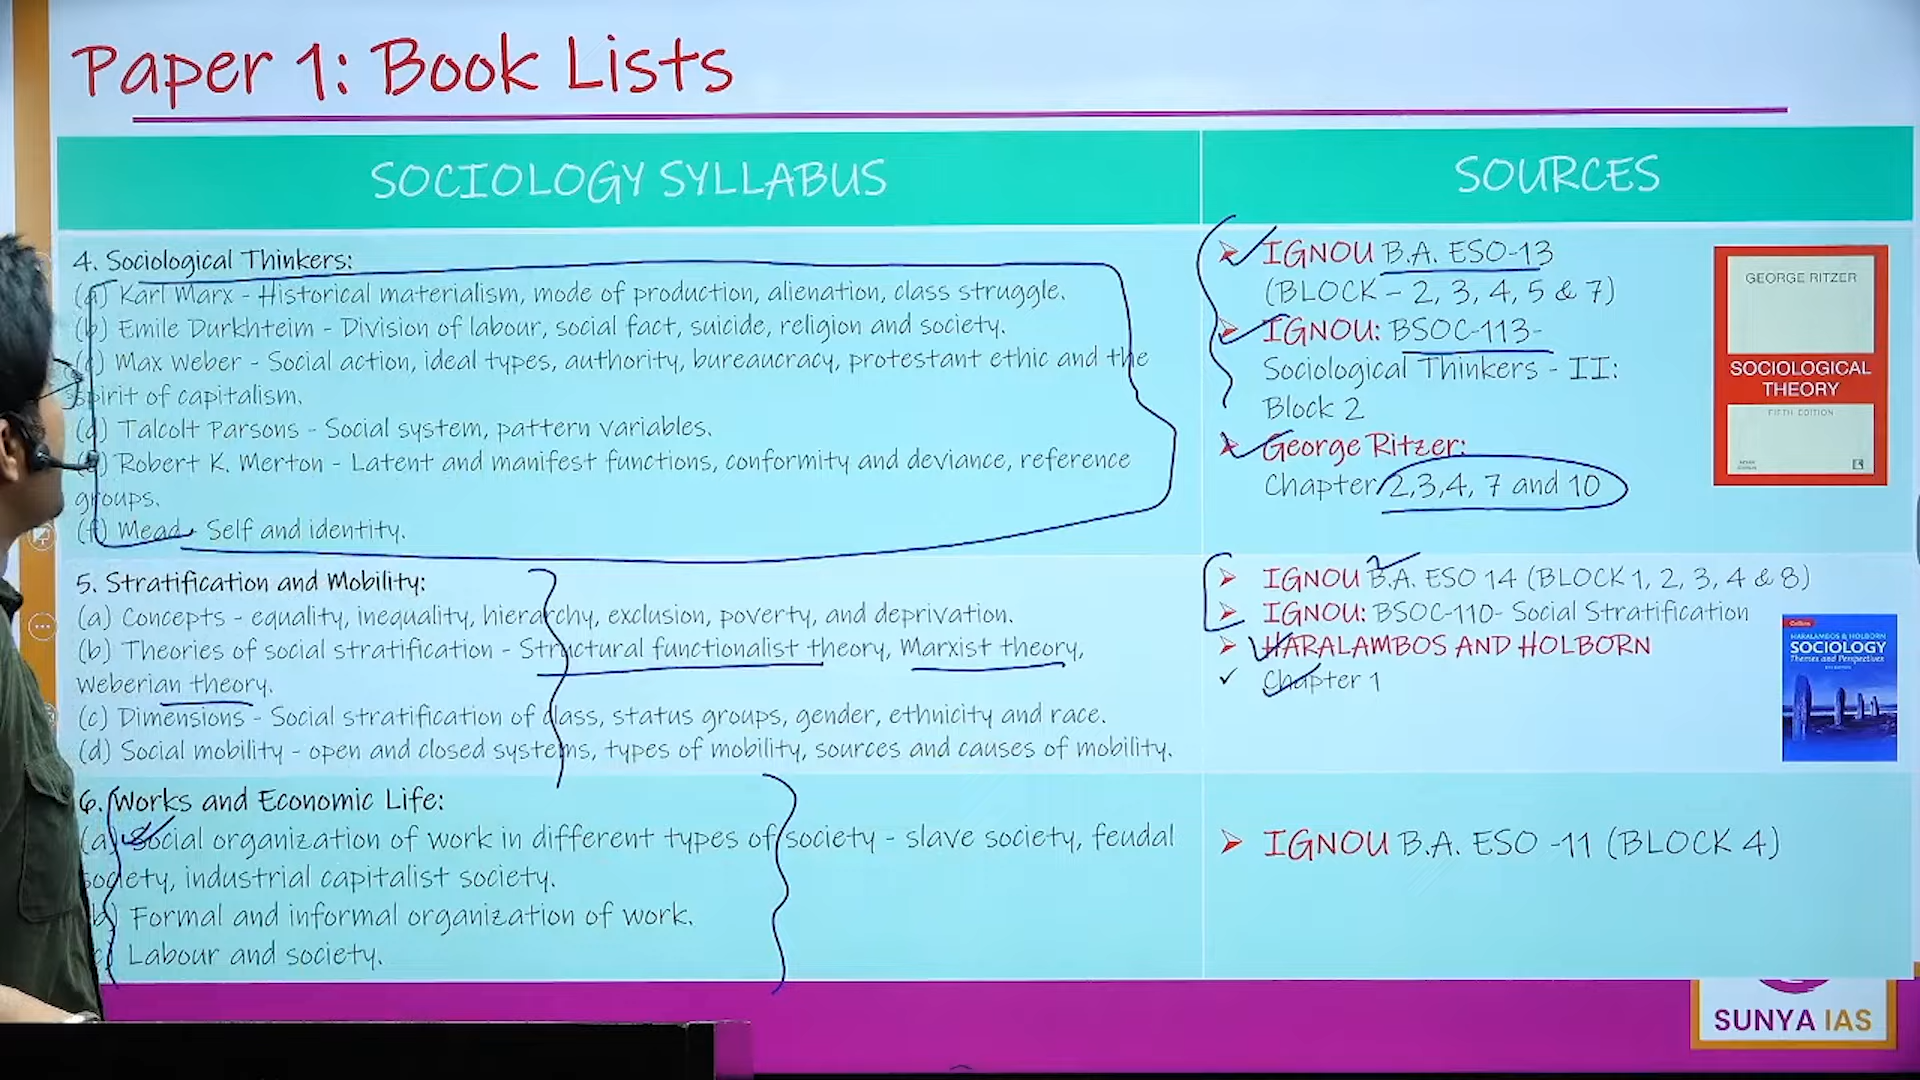 Paper 1: Book Lists
SOCIOLOGY SYLLABUS
SOURCES
4. Sociological Thinkers:
(a) Karl Marx - Historical materialism, mode of production, alienation, class struggle.
(b) Emile Durkhteim - Division of labour, social fact, suicide, religion and society.
(c) Max Weber - Social action, ideal types, authority, bureaucracy, protestant ethic and the
spirit of capitalism.
(d) Talcolt Parsons - Social system, pattern variables.
Robert K. Merton - Latent and manifest functions, conformity and deviance, reference
groups.
(f) Mead - Self and identity.
IGNOU B.A. ESO-13
(BLOCK - 2, 3, 4, 5 & 7)
IGNOU: BSOC-113-
Sociological Thinkers - II:
Block 2
George Ritzer:
Chapter 2,3,4, 7 and 10
GEORGE RITZER
SOCIOLOGICAL
THEORY
FIFTH EDITION
5. Stratification and Mobility:
(a) Concepts - equality, inequality, hierarchy, exclusion, poverty, and deprivation.
(b) Theories of social stratification - Structural functionalist theory, Marxist theory,
Weberian theory.
(c) Dimensions - Social stratification of class, status groups, gender, ethnicity and race.
(d) Social mobility - open and closed systems, types of mobility, sources and causes of mobility.
IGNOU B.A. ESO 14 (BLOCK 1, 2, 3, 4 & 8)
IGNOU: BSOC-110- Social Stratification
HARALAMBOS AND HOLBORN
Chapter 1
Collins
HARALAMBOS & HOLBORN
SOCIOLOGY
Themes and Perspectives
6. Works and Economic Life:
(a) Social organization of work in different types of society - slave society, feudal
society, industrial capitalist society.
(b) Formal and informal organization of work.
Labour and society.
IGNOU B.A. ESO -11 (BLOCK 4)
SUNYA IAS